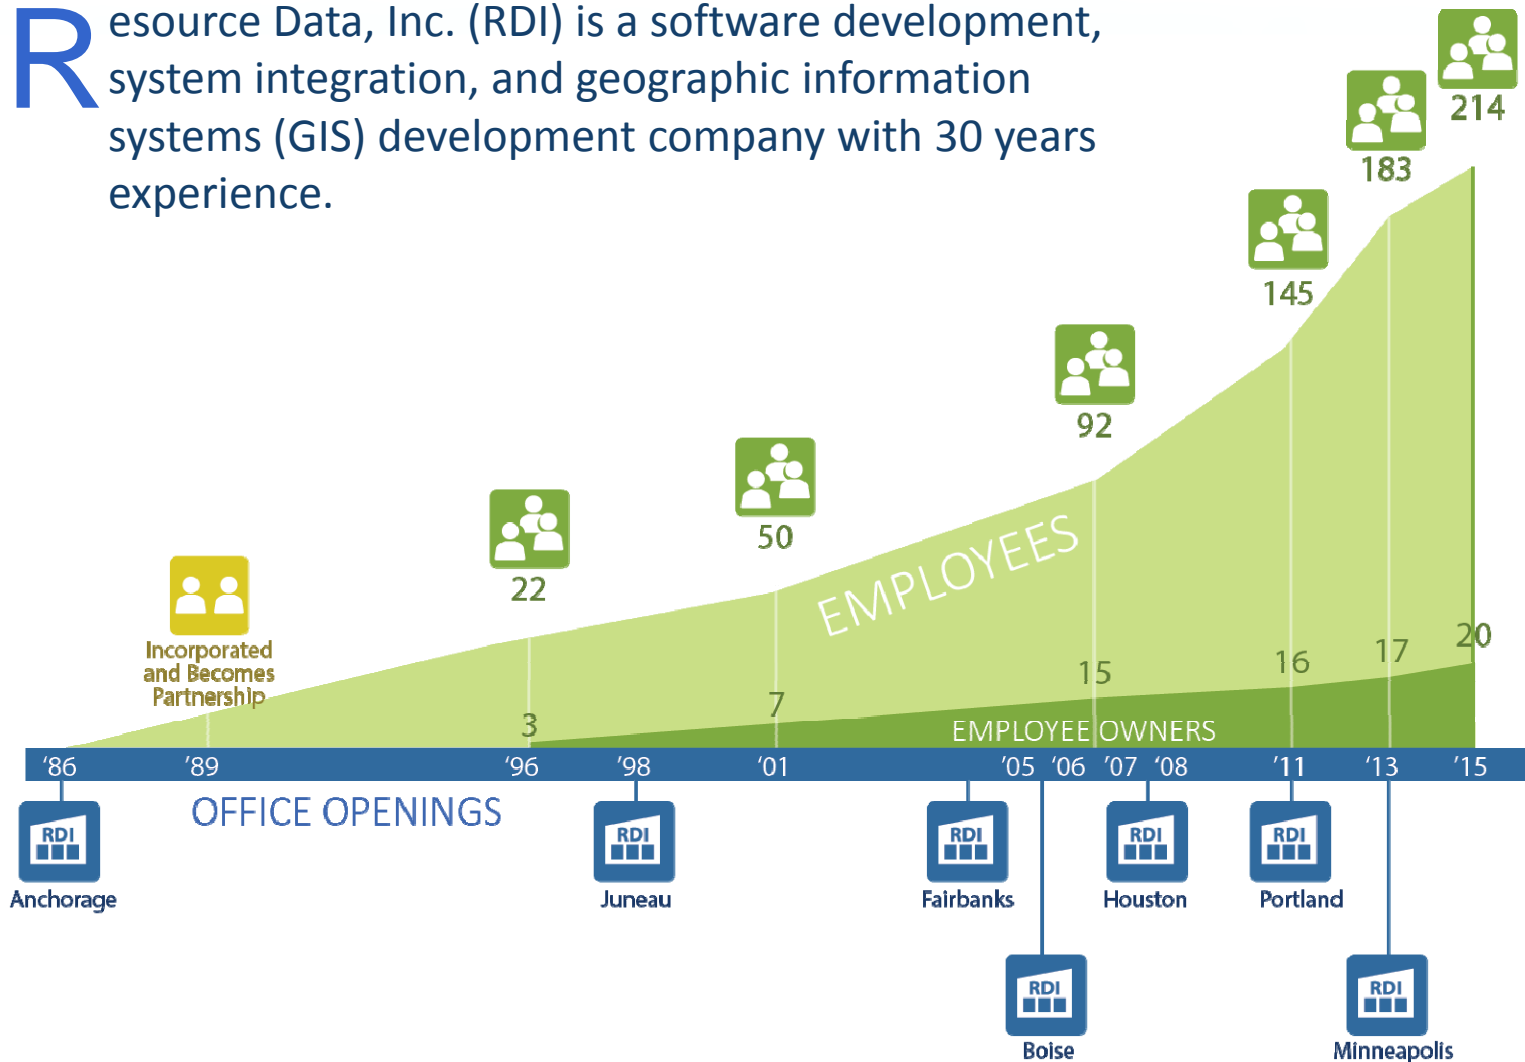 Resource Data, Inc. (RDI) is a software development,
system integration, and geographic information
systems (GIS) development company with 30 years
experience.
214
183
145
92
50
22
Incorporated
and Becomes
Partnership
EMPLOYEES
3
7
15
16
17
20
EMPLOYEE OWNERS
‘86
’89
‘96
‘98
‘01
’05
‘06
’07
‘08
‘11
‘13
‘15
OFFICE OPENINGS
RDI
Anchorage
RDI
Juneau
RDI
Fairbanks
RDI
Houston
RDI
Portland
RDI
Boise
RDI
Minneapolis